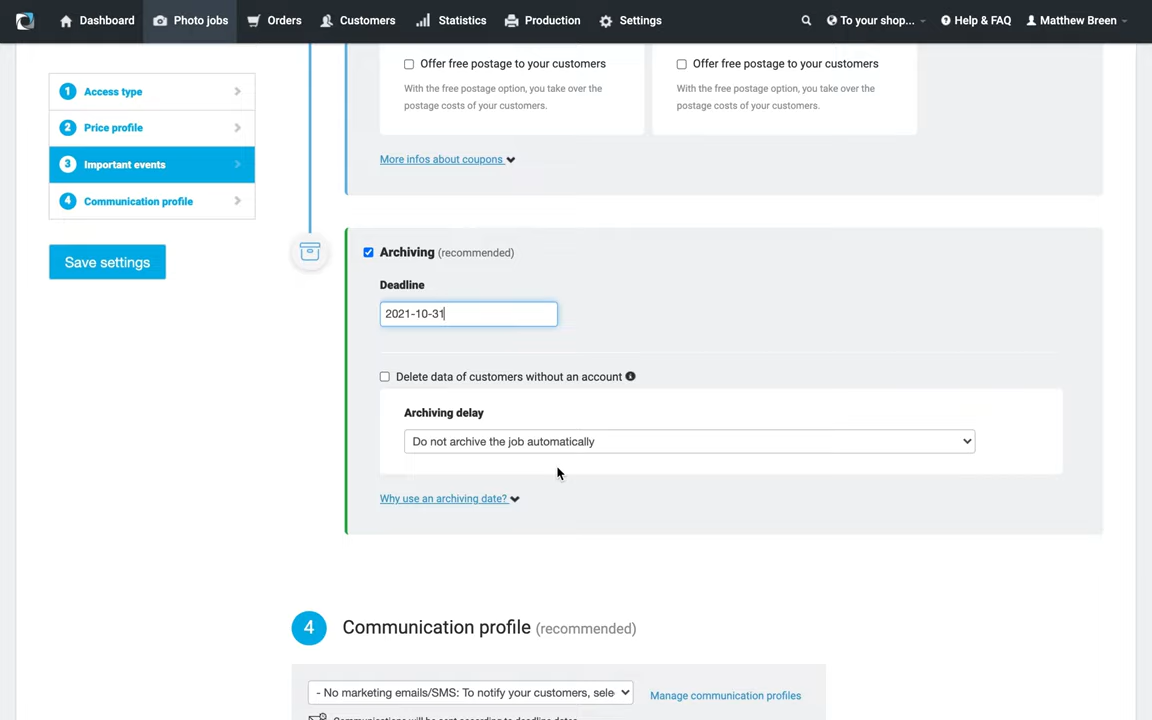 Dashboard Photo jobs Orders Customers Statistics Production Settings To your shop... Help & FAQ Matthew Breen
1 Access type
2 Price profile
3 Important events
4 Communication profile
Save settings
Offer free postage to your customers Offer free postage to your customers
With the free postage option, you take over the With the free postage option, you take over the
postage costs of your customers. postage costs of your customers.
More infos about coupons
Archiving (recommended)
Deadline
2021-10-31
Delete data of customers without an account
Archiving delay
Do not archive the job automatically
Why use an archiving date?
4 Communication profile (recommended)
- No marketing emails/SMS: To notify your customers, sele Manage communication profiles
Communications will be sent according to deadline dates